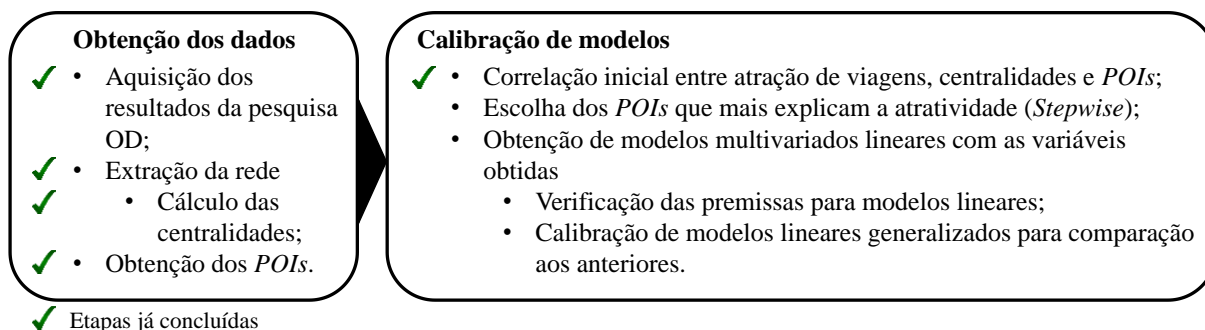 Obtenção dos dados
• Aquisição dos
resultados da pesquisa
OD;
• Extração da rede
• Cálculo das
centralidades;
• Obtenção dos POIs.
Calibração de modelos
• Correlação inicial entre atração de viagens, centralidades e POIs;
• Escolha dos POIs que mais explicam a atratividade (Stepwise);
• Obtenção de modelos multivariados lineares com as variáveis
obtidas
• Verificação das premissas para modelos lineares;
• Calibração de modelos lineares generalizados para comparação
aos anteriores.
Etapas já concluídas